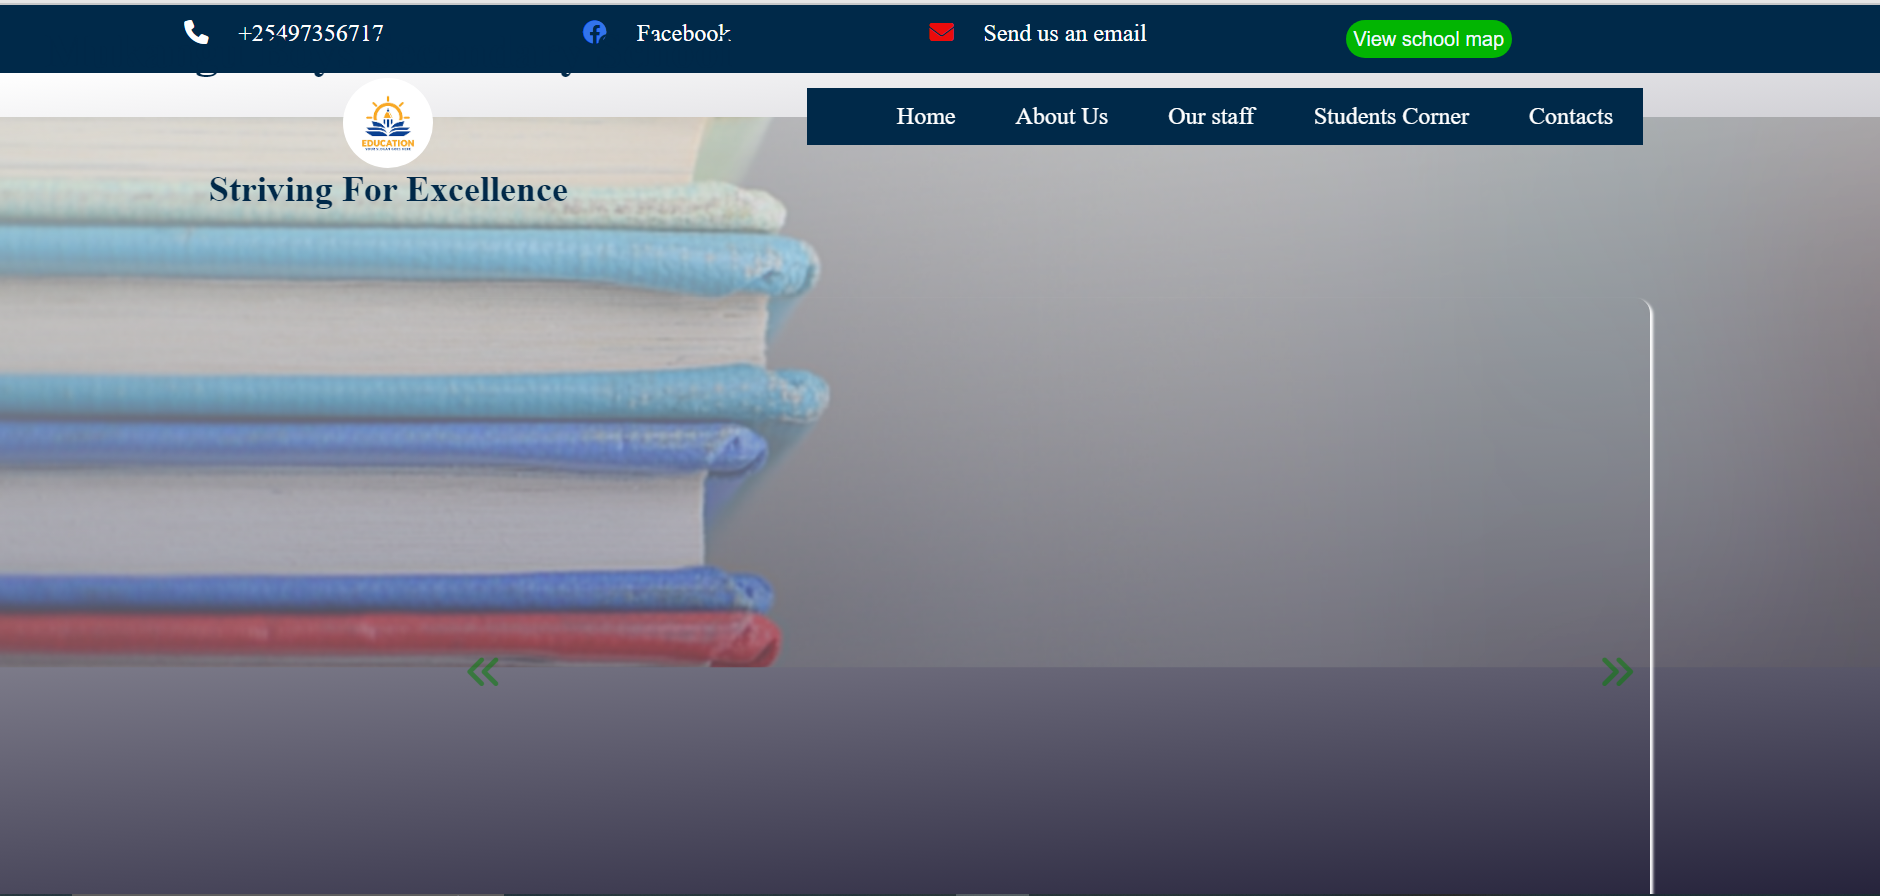 +25497356717
Facebook
Send us an email
View school map
EDUCATION
Home
About Us
Our staff
Students Corner
Contacts
Striving For Excellence